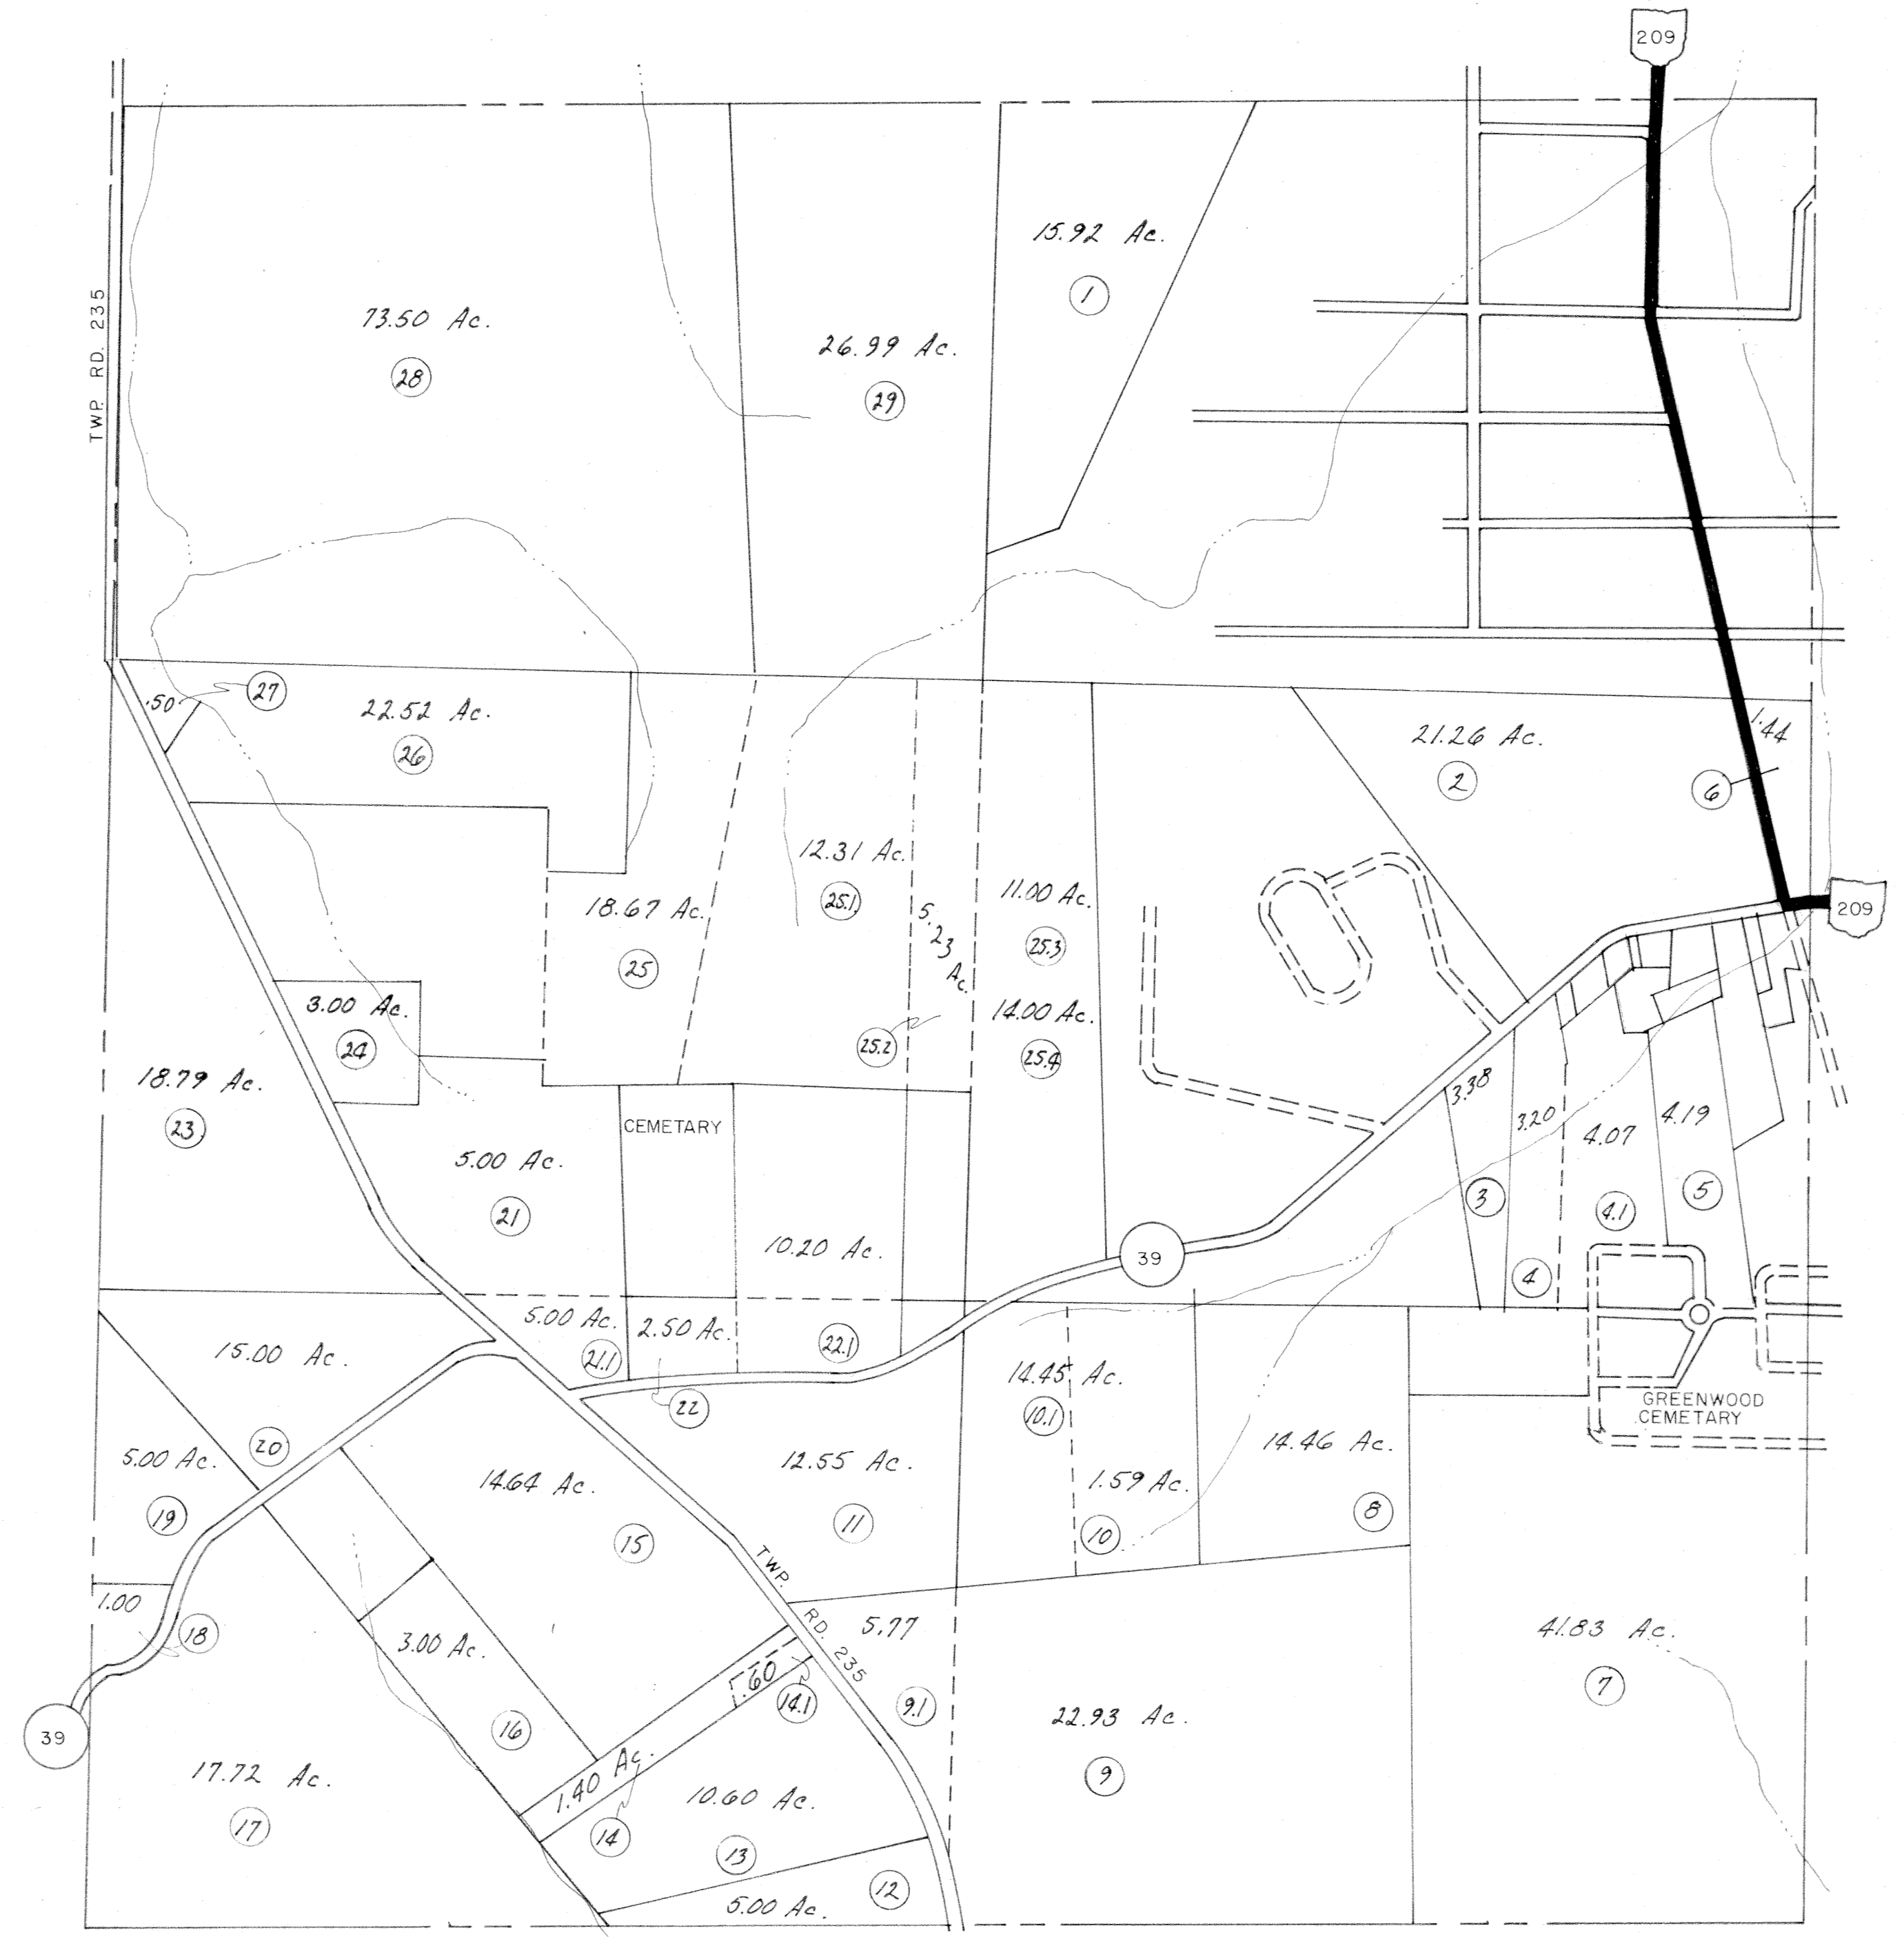 209
TWP. RD. 235
73.50 Ac.
28
26.99 Ac.
29
15.92 Ac.
1
.50
27
22.52 Ac.
26
21.26 Ac.
2
1.44
6
209
18.67 Ac.
25
12.31 Ac.
25.1
5.23 Ac.
25.2
11.00 Ac.
25.3
14.00 Ac.
25.4
3.00 Ac.
24
18.79 Ac.
23
CEMETARY
5.00 Ac.
21
10.20 Ac.
39
3.38
3
3.20
4
4.07
4.1
4.19
5
5.00 Ac.
21.1
2.50 Ac.
22
22.1
15.00 Ac.
20
5.00 Ac.
19
14.64 Ac.
15
12.55 Ac.
11
14.45 Ac.
10.1
1.59 Ac.
10
14.46 Ac.
8
GREENWOOD
CEMETARY
1.00
18
3.00 Ac.
16
TWP. RD. 235
.60
14.1
5.77
9.1
41.83 Ac.
7
39
17.72 Ac.
17
1.40 Ac.
14
10.60 Ac.
13
22.93 Ac.
9
5.00 Ac.
12